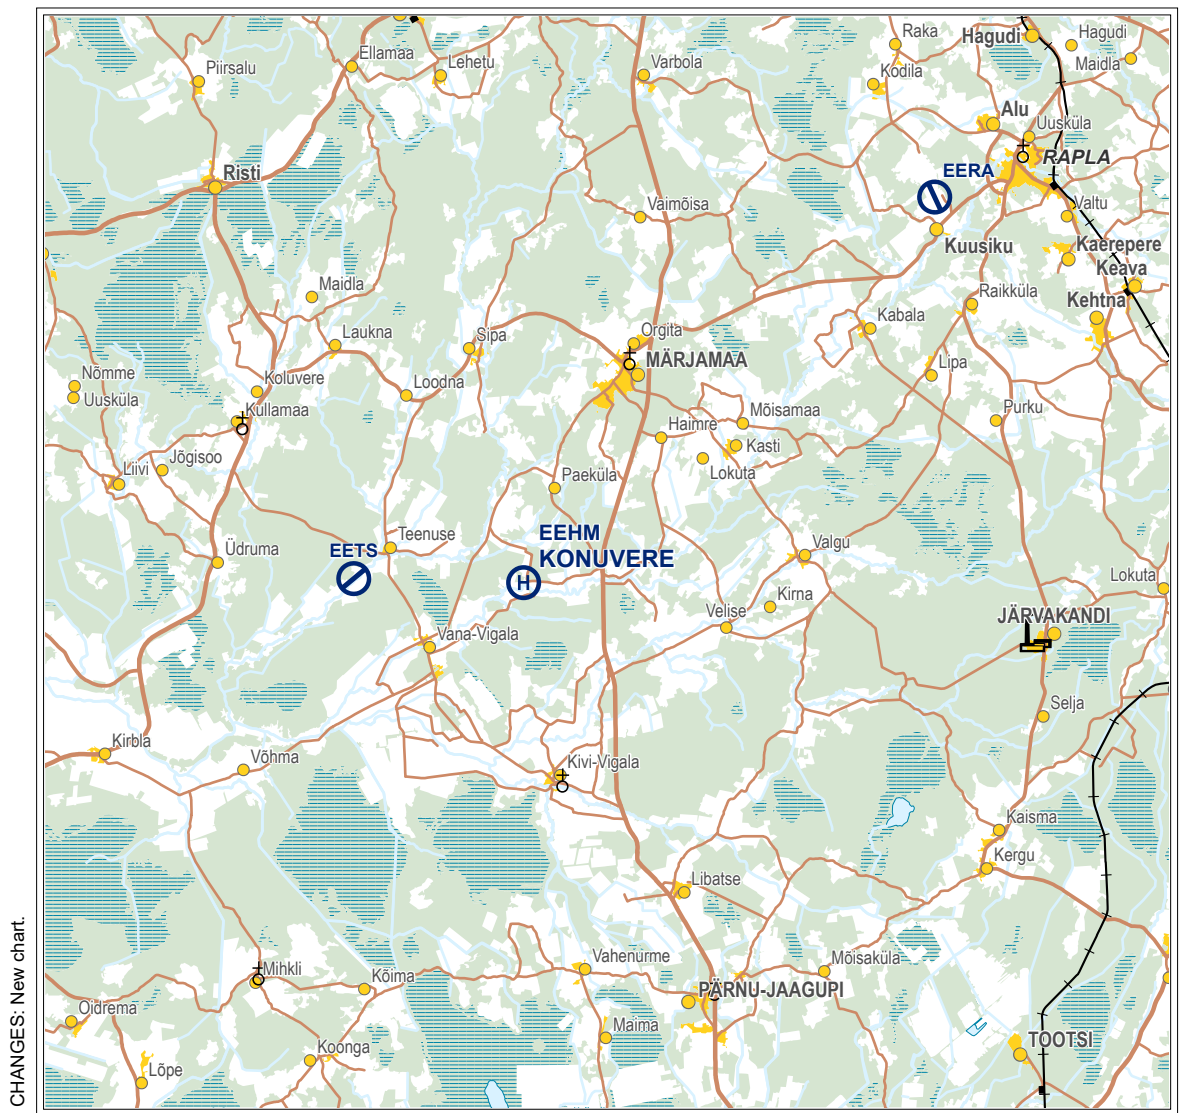 Hagudi
Raka
Hagudi
Ellamaa
Lehetu
Varbola
Maidla
Piirsalu
Kodila
Alu
Uusküla
RAPLA
Risti
EERA
Vaimõisa
Valtu
Kuusiku
Kaerepere
Keava
Maidla
Raikküla
Kehtna
Kabala
Laukna
Sipa
Orgita
MÄRJAMAA
Lipa
Nõmme
Koluvere
Loodna
Uusküla
Kullamaa
Mõisamaa
Purku
Haimre
Kasti
Liivi
Jõgisoo
Paeküla
Lokuta
Teenuse
EEHM
KONUVERE
EETS
Üdruma
Valgu
Lokuta
H
Kirna
Velise
JÄRVAKANDI
Vana-Vigala
Selja
Kirbla
Võhma
Kivi-Vigala
Kaisma
Kergu
Libatse
Vahenurme
Mõisaküla
Mihkli
Kõima
PÄRNU-JAAGUPI
Oidrema
Maima
TOOTSI
Koonga
Lõpe
CHANGES: New chart.